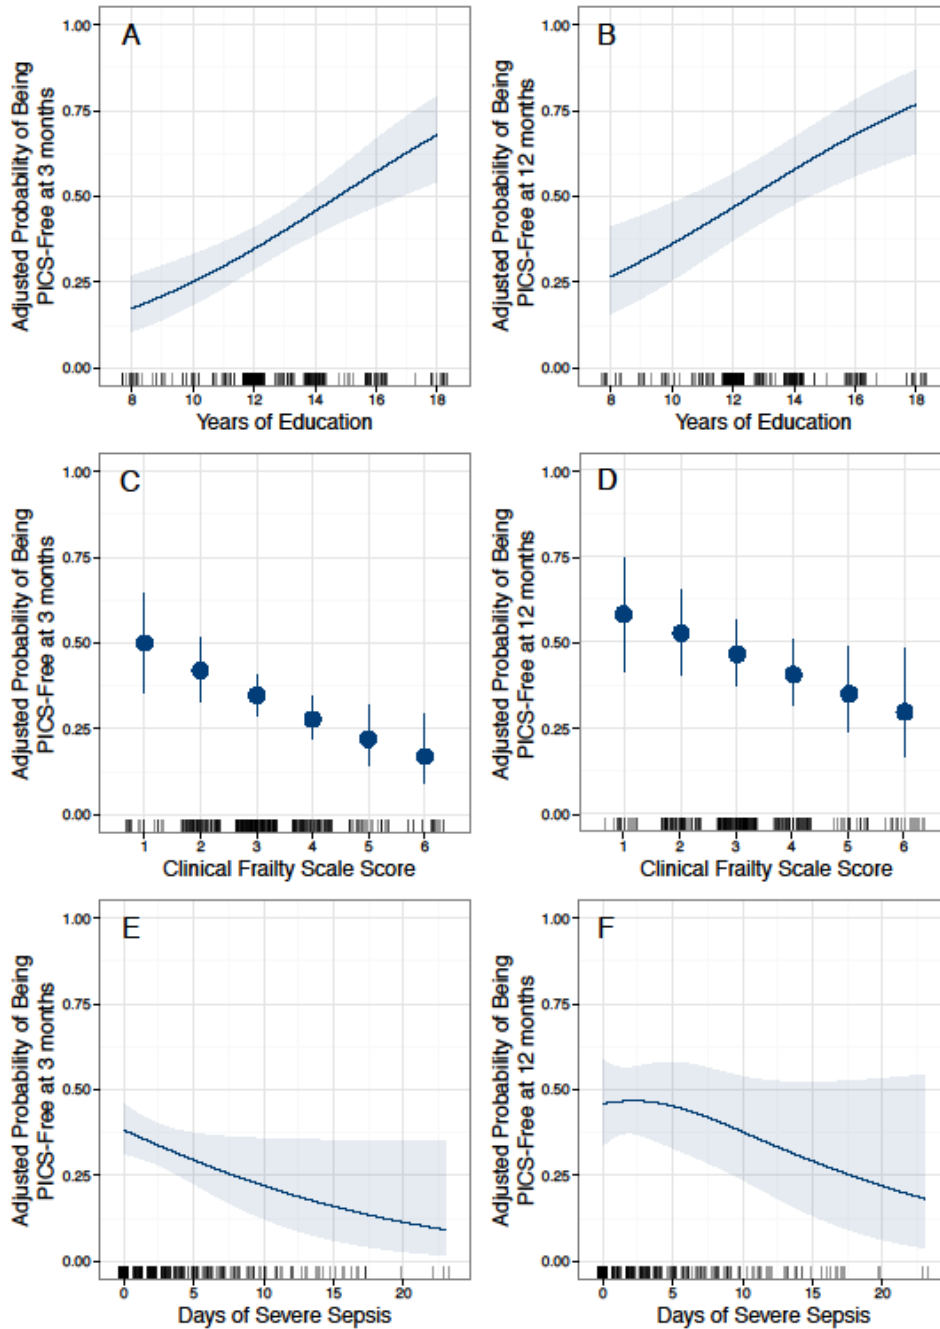 A
Adjusted Probability of Being
PICS-Free at 3 months
1.00
0.75
0.50
0.25
0.00
8 10 12 14 16 18
Years of Education
B
Adjusted Probability of Being
PICS-Free at 12 months
1.00
0.75
0.50
0.25
0.00
8 10 12 14 16 18
Years of Education
C
Adjusted Probability of Being
PICS-Free at 3 months
1.00
0.75
0.50
0.25
0.00
1 2 3 4 5 6
Clinical Frailty Scale Score
D
Adjusted Probability of Being
PICS-Free at 12 months
1.00
0.75
0.50
0.25
0.00
1 2 3 4 5 6
Clinical Frailty Scale Score
E
Adjusted Probability of Being
PICS-Free at 3 months
1.00
0.75
0.50
0.25
0.00
0 5 10 15 20
Days of Severe Sepsis
F
Adjusted Probability of Being
PICS-Free at 12 months
1.00
0.75
0.50
0.25
0.00
0 5 10 15 20
Days of Severe Sepsis